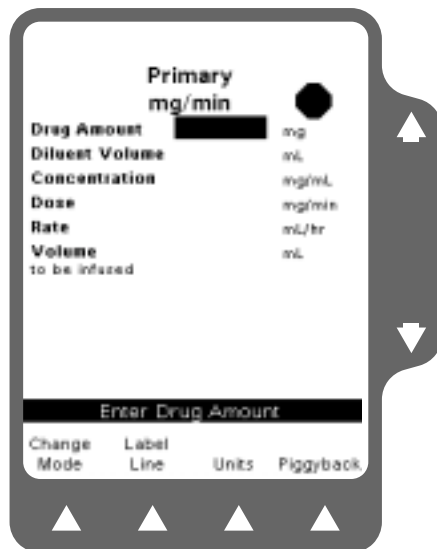 Primary
mg/min
Drug Amount mg
Diluent Volume mL
Concentration mg/mL
Dose mg/min
Rate mL/hr
Volume mL
to be infused
Enter Drug Amount
Change Label
Mode Line Units Piggyback